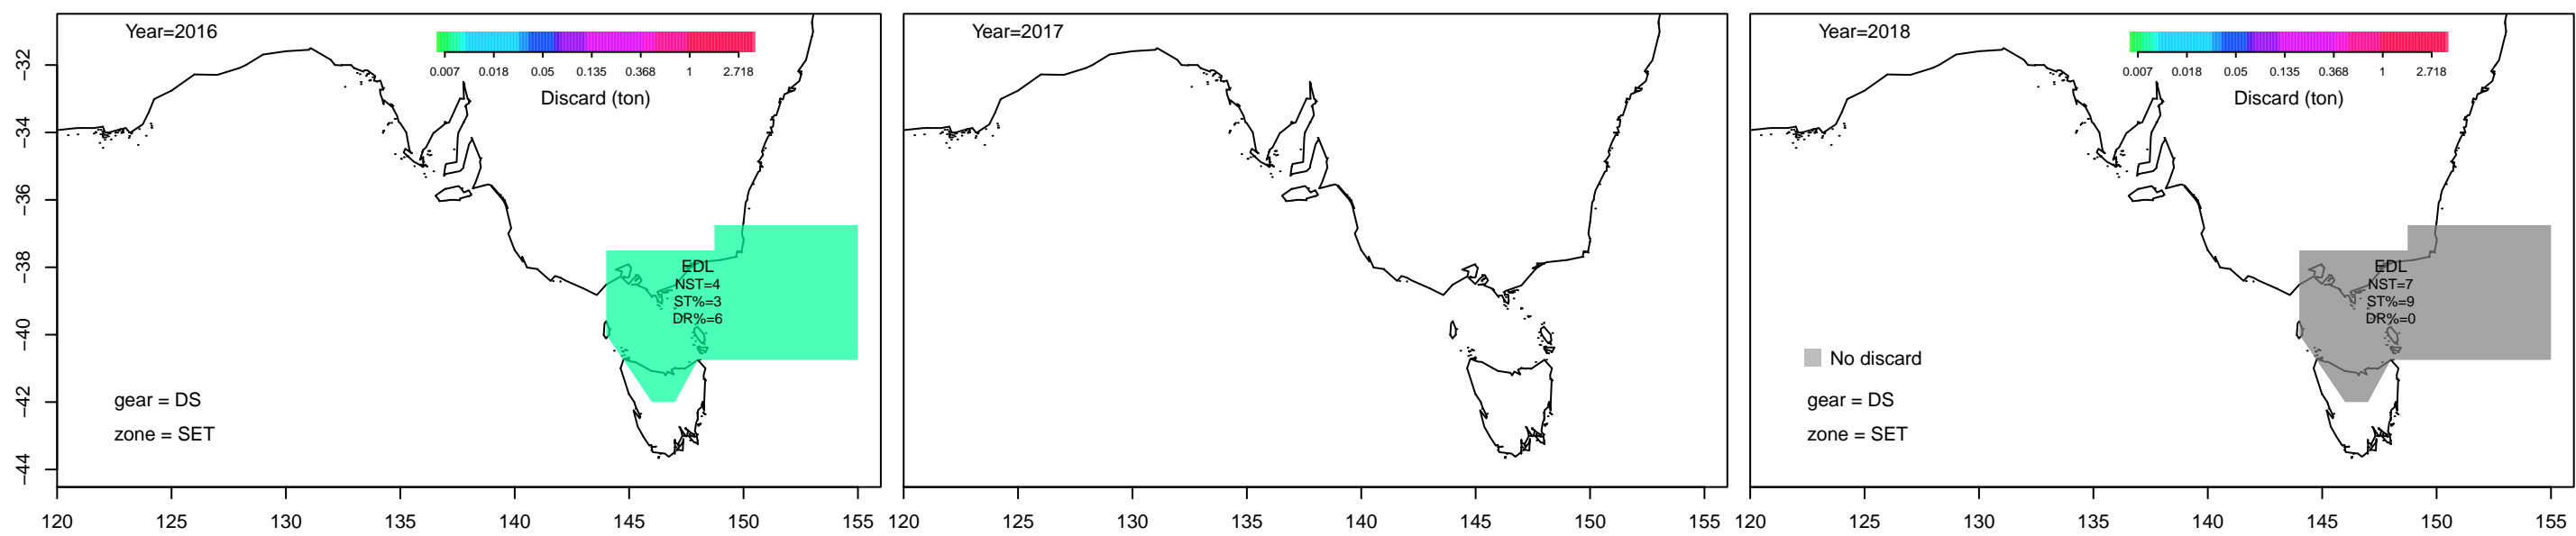 Year=2016
0.007 0.018 0.05 0.135 0.368 1 2.718
Discard (ton)
EDL
NST=4
ST%=3
DR%=6
gear = DS
zone = SET
−32
−34
−36
−38
−40
−42
−44
120 125 130 135 140 145 150 155
Year=2017
120 125 130 135 140 145 150 155
Year=2018
0.007 0.018 0.05 0.135 0.368 1 2.718
Discard (ton)
EDL
NST=7
ST%=9
DR%=0
No discard
gear = DS
zone = SET
120 125 130 135 140 145 150 155